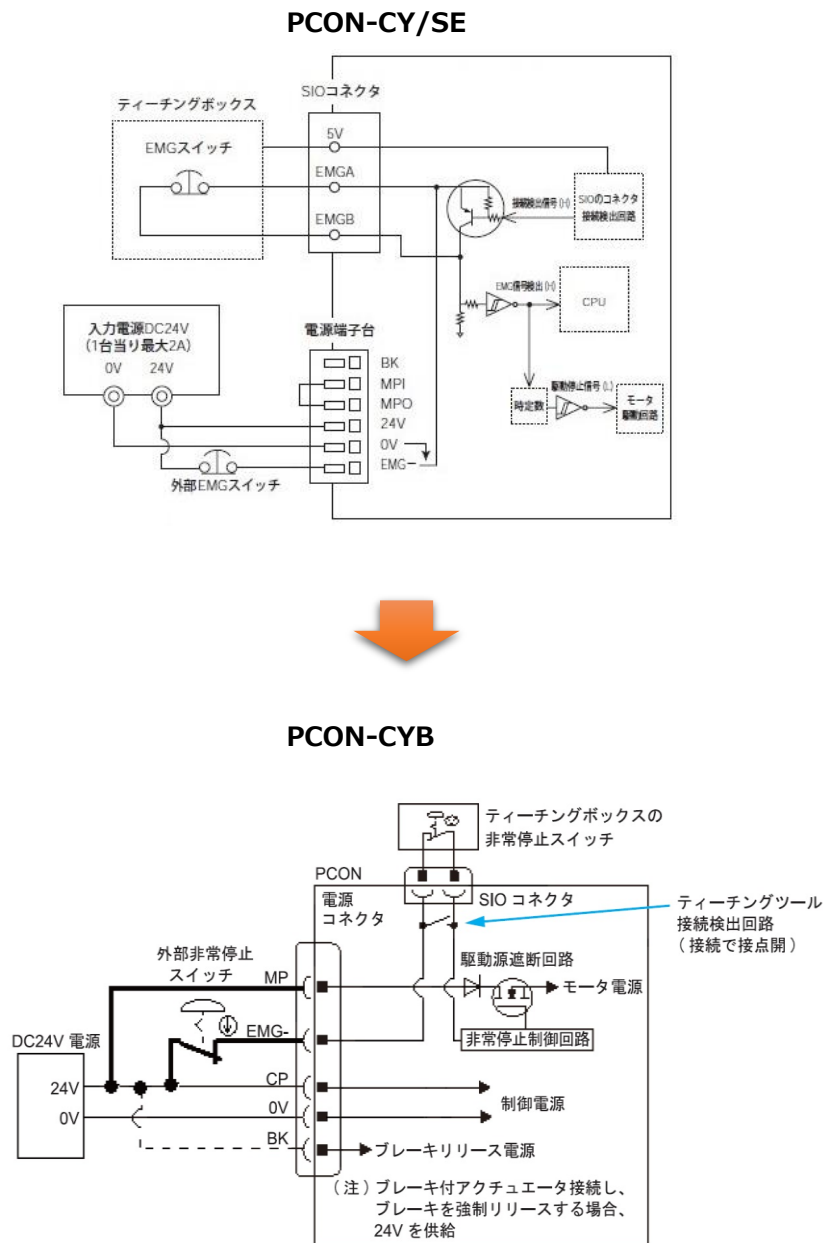 PCON-CY/SE
SIOコネクタ
ティーチングボックス
EMGスイッチ
5V
EMGA
EMGB
接続検出信号(H)
SIOのコネクタ
接続検出回路
EMG信号検出(H)
CPU
入力電源DC24V
(1台当り最大2A)
0V 24V
電源端子台
BK
MPI
MPO
24V
0V
EMG-
外部EMGスイッチ
時定数
駆動停止信号(L)
モータ
駆動回路
PCON-CYB
ティーチングボックスの
非常停止スイッチ
PCON
電源
コネクタ
SIO コネクタ
ティーチングツール
接続検出回路
(接続で接点開)
外部非常停止
スイッチ
MP
駆動源遮断回路
モータ電源
EMG-
非常停止制御回路
DC24V 電源
24V
0V
CP
0V
制御電源
BK
ブレーキリリース電源
(注)ブレーキ付アクチュエータ接続し、
ブレーキを強制リリースする場合、
24V を供給